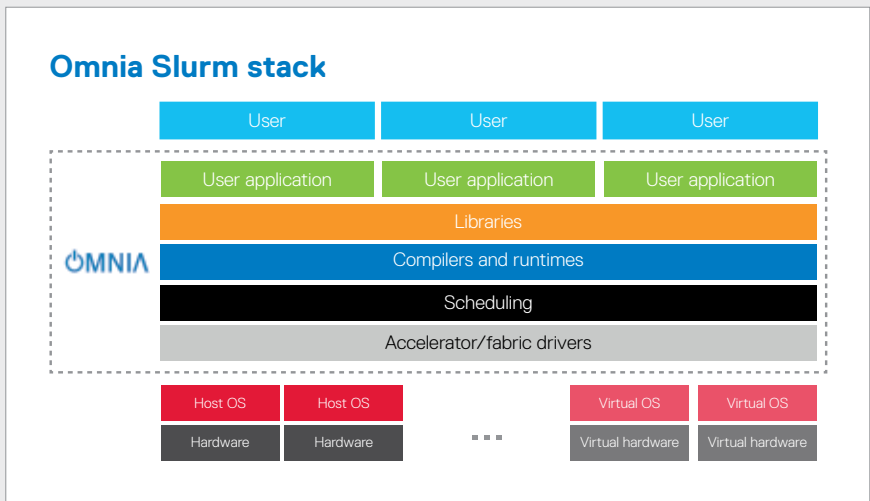 Omnia Slurm stack
User User User
User application User application User application
Libraries
OMNIA
Compilers and runtimes
Scheduling
Accelerator/fabric drivers
Host OS Host OS Virtual OS Virtual OS
Hardware Hardware ... Virtual hardware Virtual hardware